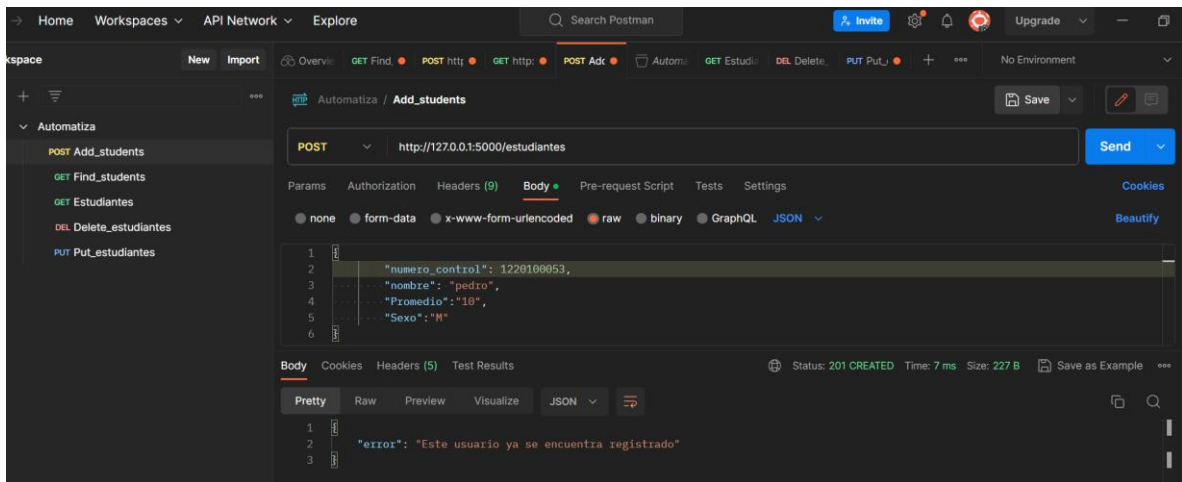 Home Workspaces API Network Explore Search Postman Invite Upgrade
kspace New Import Overvie GET Find_ POST http GET http: POST Adc Automa GET Estudia DEL Delete_ PUT Put_ No Environment
HTTP Automatiza / Add_students Save
Automatiza
POST Add_students
GET Find_students
GET Estudiantes
DEL Delete_estudiantes
PUT Put_estudiantes
POST http://127.0.0.1:5000/estudiantes Send
Params Authorization Headers (9) Body Pre-request Script Tests Settings Cookies
none form-data x-www-form-urlencoded raw binary GraphQL JSON Beautify
1 {
2 "numero_control": 1220100053,
3 "nombre": "pedro",
4 "Promedio":"10",
5 "Sexo":"M"
6 }
Body Cookies Headers (5) Test Results Status: 201 CREATED Time: 7 ms Size: 227 B Save as Example
Pretty Raw Preview Visualize JSON
1 {
2 "error": "Este usuario ya se encuentra registrado"
3 }